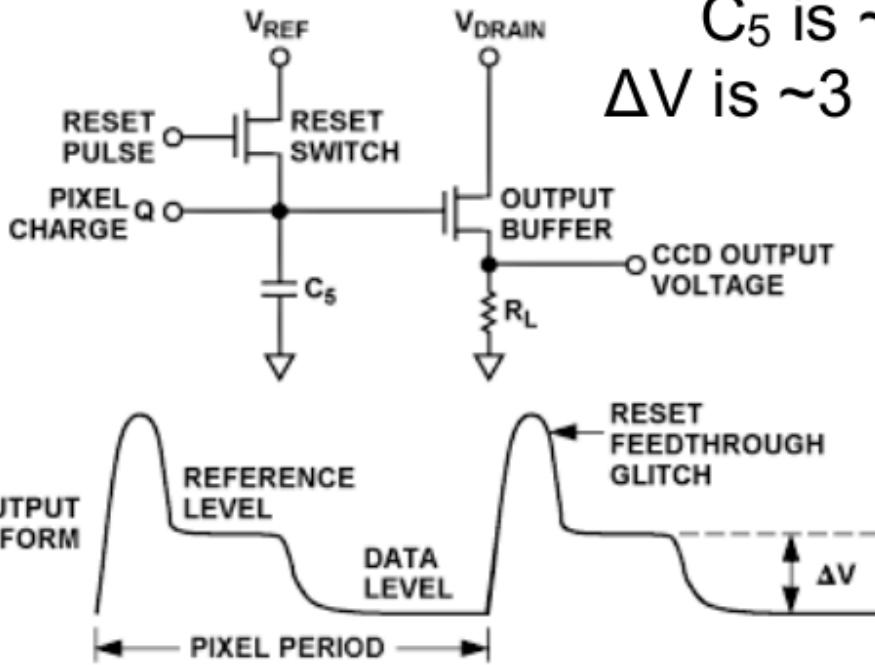 C5 is ~
ΔV is ~3
VREF
VDRAIN
RESET
PULSE
RESET
SWITCH
PIXEL
CHARGE
Q
OUTPUT
BUFFER
CCD OUTPUT
VOLTAGE
C5
RL
RESET
FEEDTHROUGH
GLITCH
REFERENCE
LEVEL
UTPUT
FORM
DATA
LEVEL
ΔV
PIXEL PERIOD